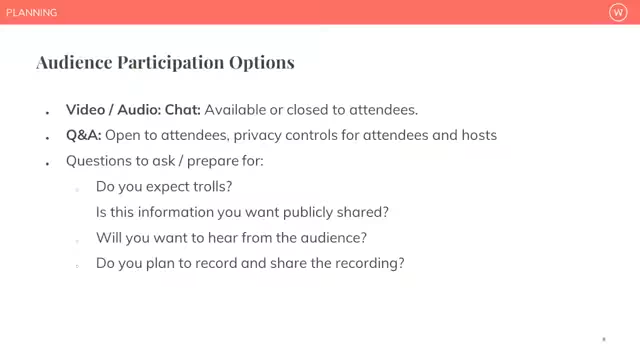 PLANNING
W
Audience Participation Options
• Video / Audio: Chat: Available or closed to attendees.
• Q&A: Open to attendees, privacy controls for attendees and hosts
• Questions to ask / prepare for:
○ Do you expect trolls?
Is this information you want publicly shared?
○ Will you want to hear from the audience?
○ Do you plan to record and share the recording?